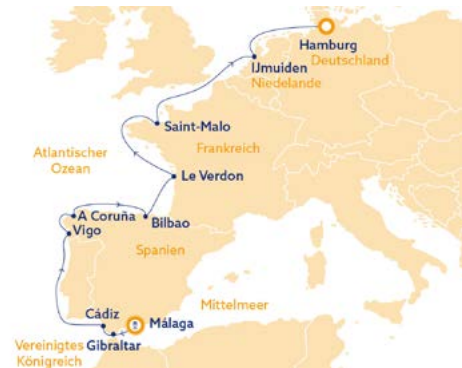 Hamburg
Deutschland
IJmuiden
Niedelande
Saint-Malo
Frankreich
Atlantischer
Ozean
Le Verdon
A Coruña
Vigo
Bilbao
Spanien
Mittelmeer
Cádiz
Málaga
Gibraltar
Vereinigtes
Königreich